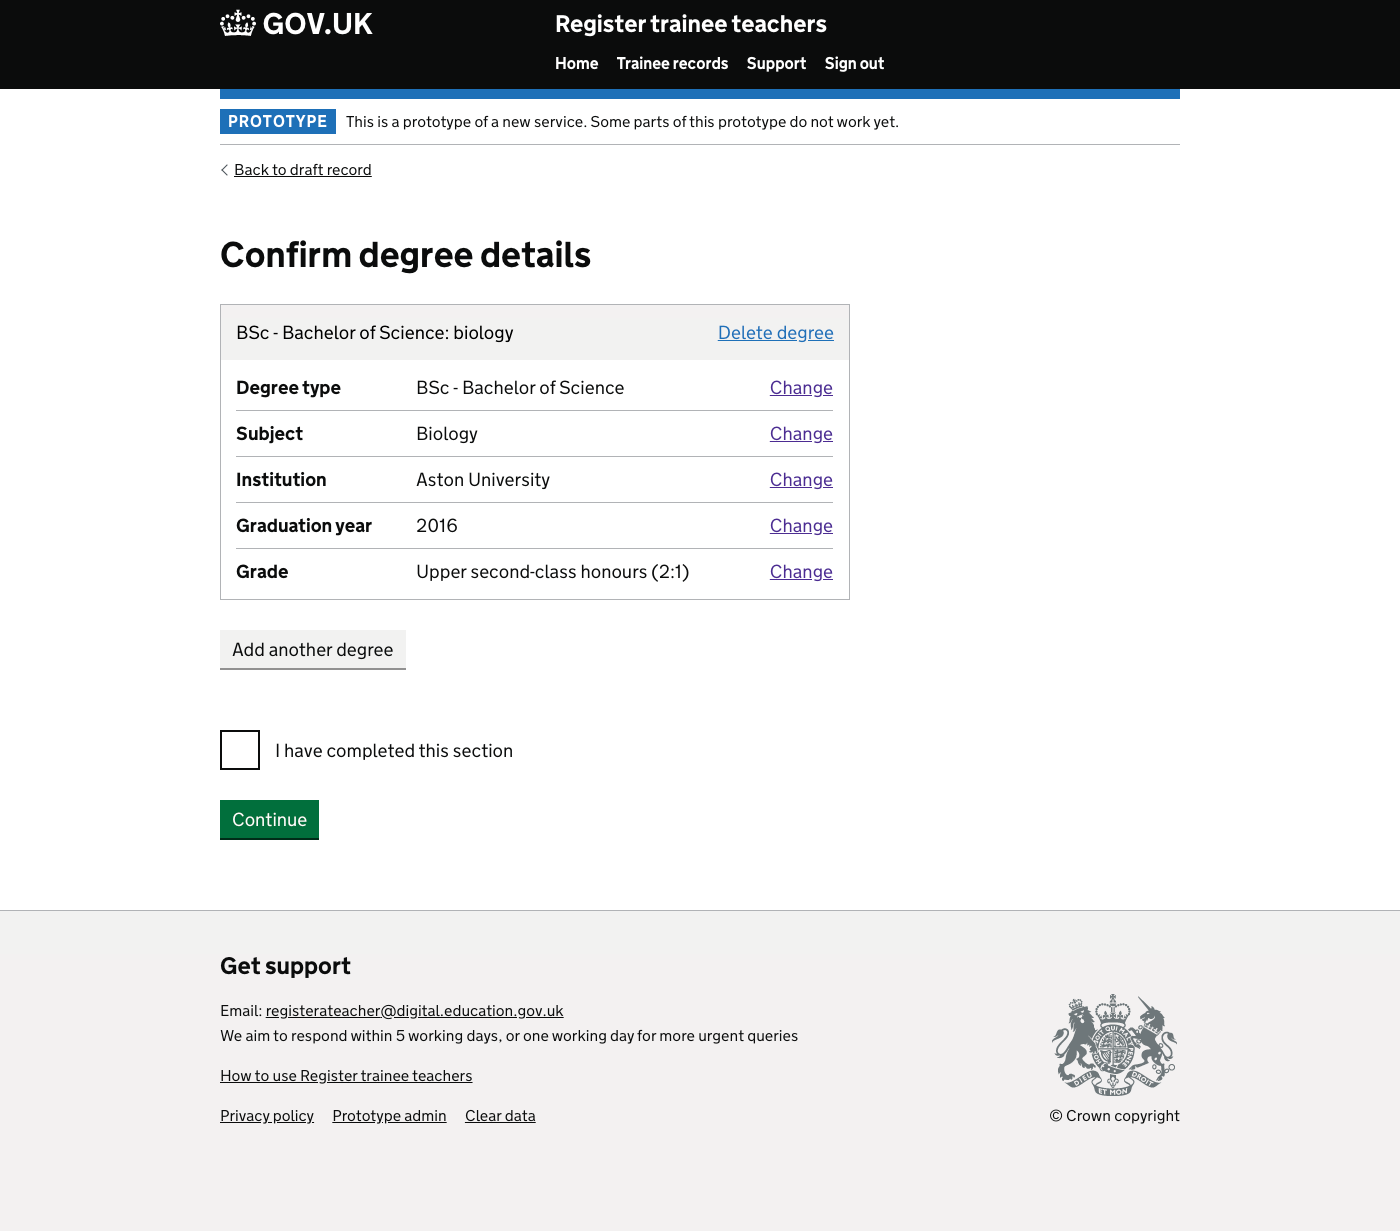 GOV.UK
Register trainee teachers
Home Trainee records Support Sign out
PROTOTYPE This is a prototype of a new service. Some parts of this prototype do not work yet.
Back to draft record
Confirm degree details
BSc - Bachelor of Science: biology Delete degree
Degree type BSc - Bachelor of Science Change
Subject Biology Change
Institution Aston University Change
Graduation year 2016 Change
Grade Upper second-class honours (2:1) Change
Add another degree
I have completed this section
Continue
Get support
Email: registerateacher@digital.education.gov.uk
We aim to respond within 5 working days, or one working day for more urgent queries
How to use Register trainee teachers
Privacy policy Prototype admin Clear data
DIEU ET MON DROIT
© Crown copyright